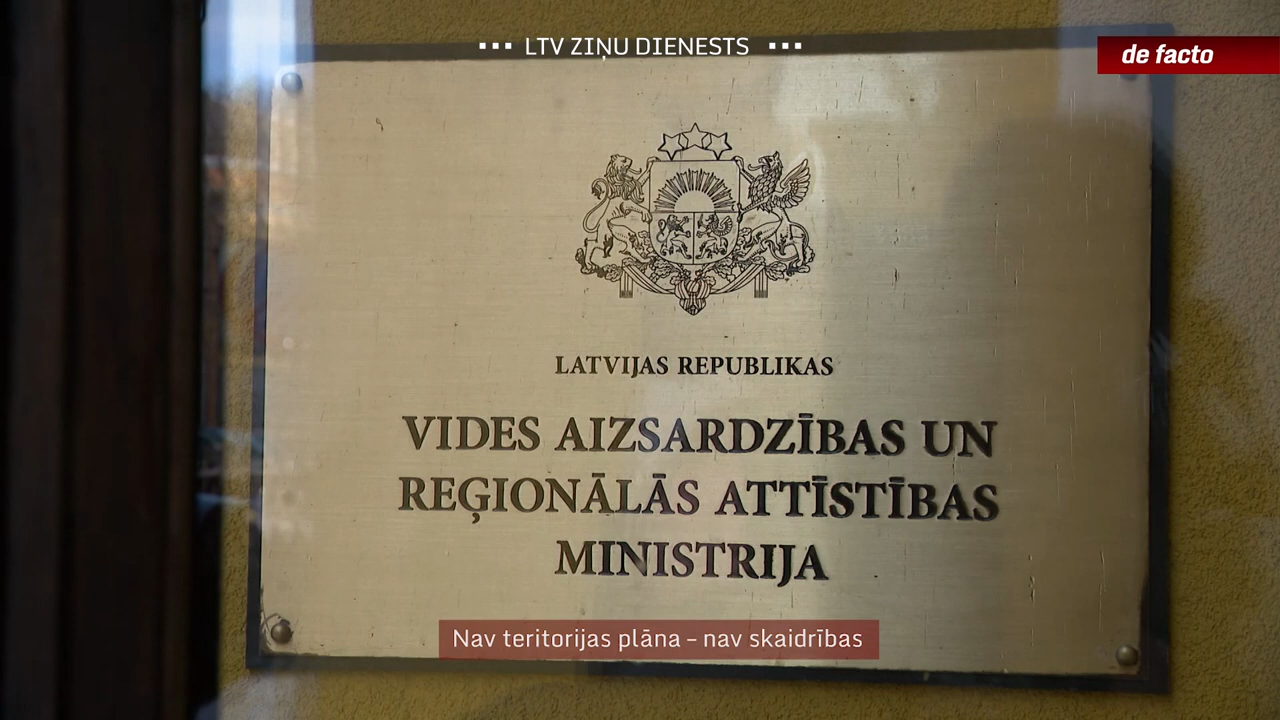 LTV ZIŅU DIENESTS
de facto
LATVIJAS REPUBLIKAS
VIDES AIZSARDZĪBAS UN
REĢIONĀLĀS ATTĪSTĪBAS
MINISTRIJA
Nav teritorijas plāna – nav skaidrības